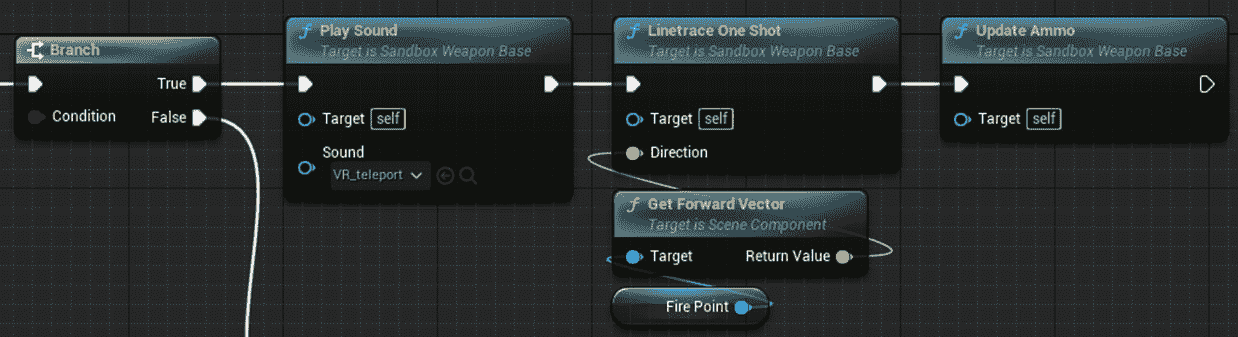 Branch
True
Condition
False
Play Sound
Target is Sandbox Weapon Base
Target self
Sound
VR_teleport
Linetrace One Shot
Target is Sandbox Weapon Base
Target self
Direction
Get Forward Vector
Target is Scene Component
Target Return Value
Fire Point
Update Ammo
Target is Sandbox Weapon Base
Target self